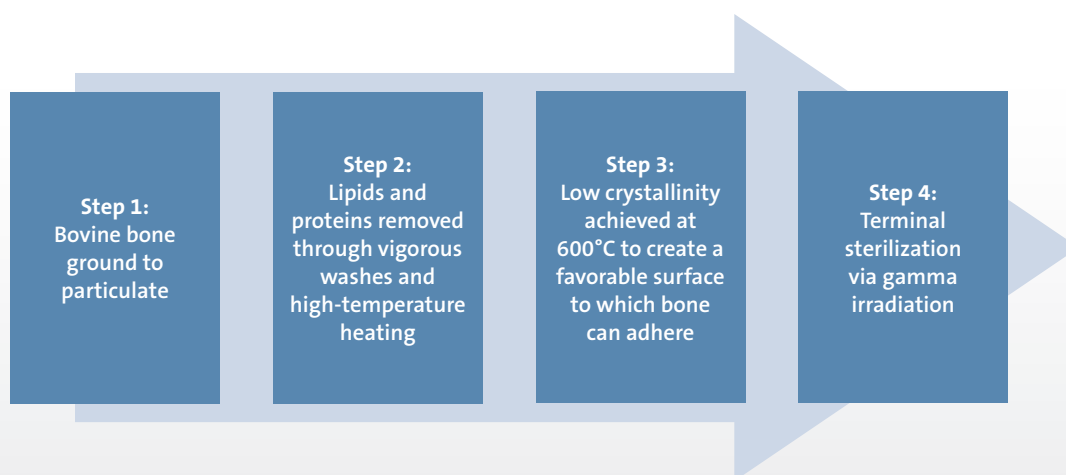 Step 1:
Bovine bone
ground to
particulate
Step 2:
Lipids and
proteins removed
through vigorous
washes and
high-temperature
heating
Step 3:
Low crystallinity
achieved at
600°C to create a
favorable surface
to which bone
can adhere
Step 4:
Terminal
sterilization
via gamma
irradiation